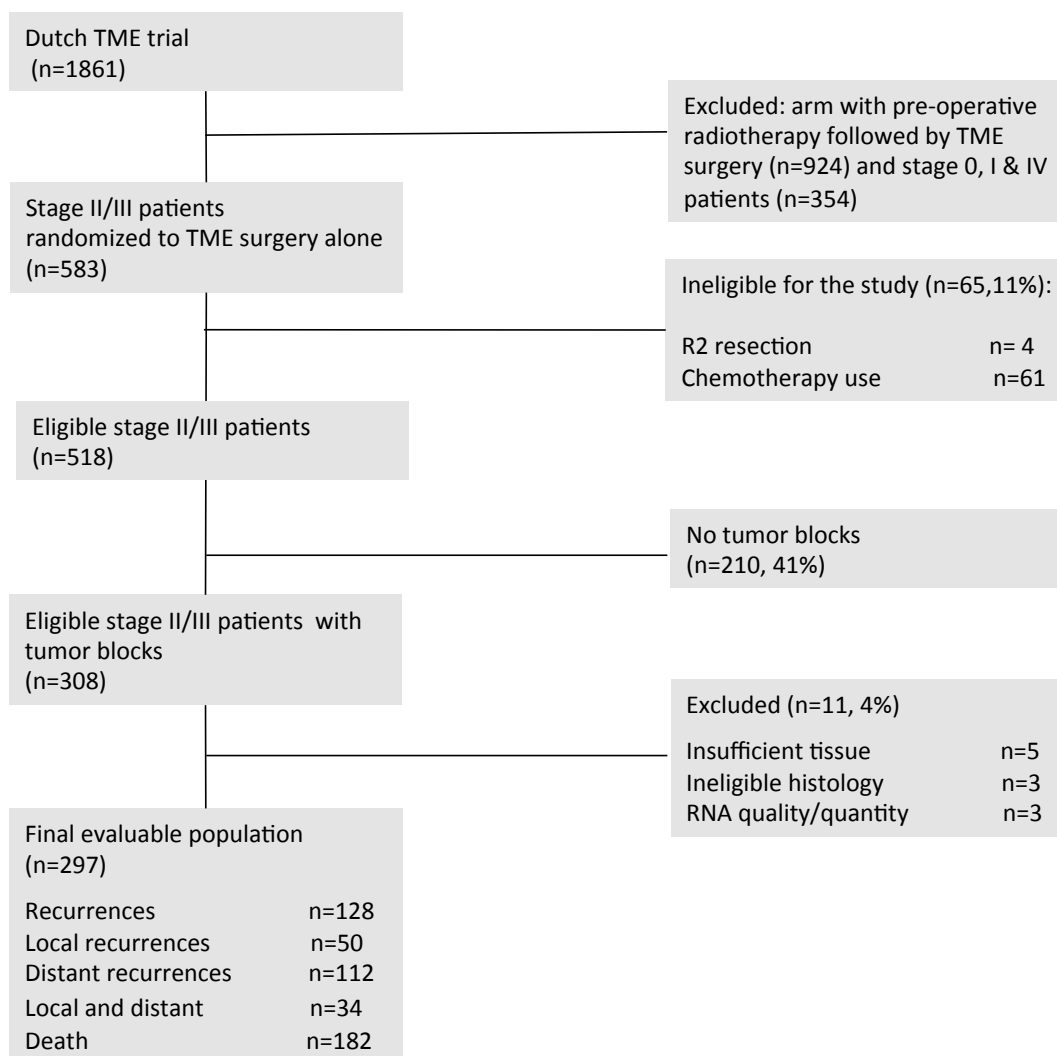 Dutch TME trial
(n=1861)
Excluded: arm with pre-operative
radiotherapy followed by TME
surgery (n=924) and stage 0, I & IV
patients (n=354)
Stage II/III patients
randomized to TME surgery alone
(n=583)
Ineligible for the study (n=65,11%):
R2 resection n= 4
Chemotherapy use n=61
Eligible stage II/III patients
(n=518)
No tumor blocks
(n=210, 41%)
Eligible stage II/III patients with
tumor blocks
(n=308)
Excluded (n=11, 4%)
Insufficient tissue n=5
Ineligible histology n=3
RNA quality/quantity n=3
Final evaluable population
(n=297)
Recurrences n=128
Local recurrences n=50
Distant recurrences n=112
Local and distant n=34
Death n=182